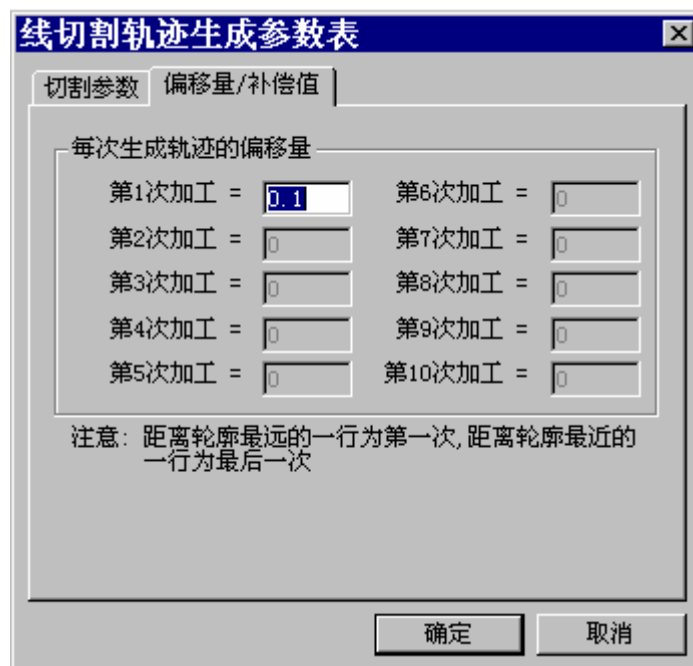 线切割轨迹生成参数表
切割参数 偏移量/补偿值
每次生成轨迹的偏移量
第1次加工 = 0.1 第6次加工 = 0
第2次加工 = 0 第7次加工 = 0
第3次加工 = 0 第8次加工 = 0
第4次加工 = 0 第9次加工 = 0
第5次加工 = 0 第10次加工 = 0
注意: 距离轮廓最远的一行为第一次,距离轮廓最近的
一行为最后一次
确定 取消